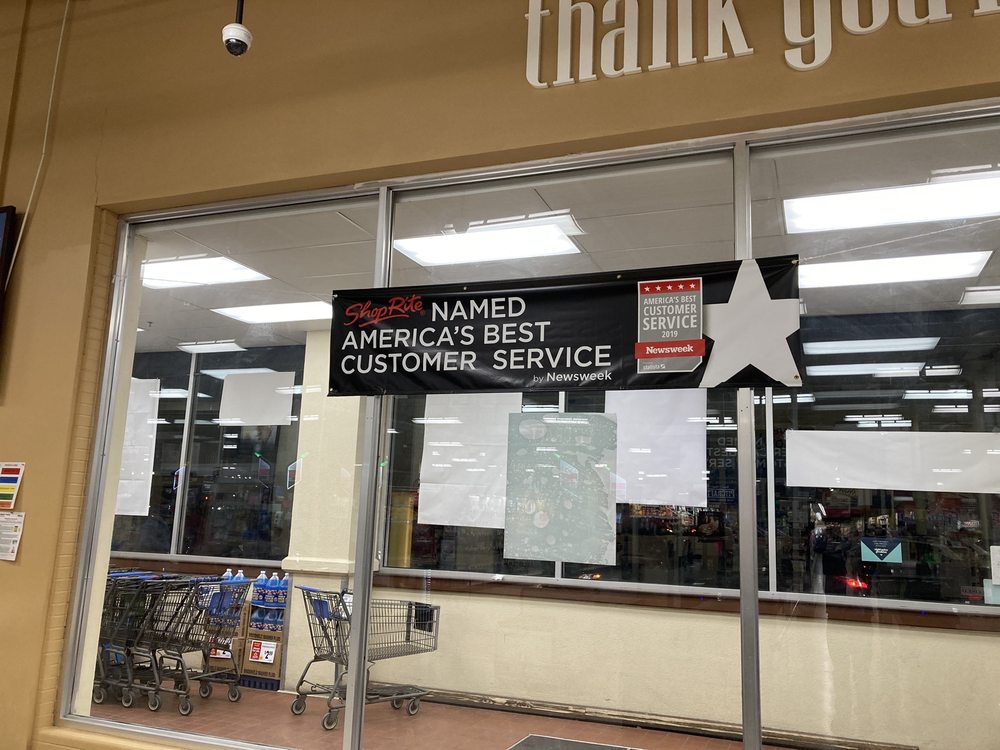 thank you
ShopRite NAMED
AMERICA'S BEST
CUSTOMER SERVICE
by Newsweek
AMERICA'S BEST
CUSTOMER
SERVICE
2019
Newsweek
statista